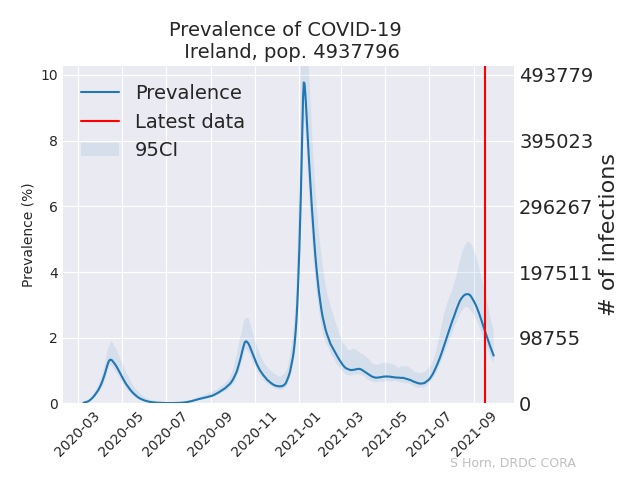 Prevalence of COVID-19
Ireland, pop. 4937796
Prevalence
Latest data
95CI
Prevalence (%)
10
8
6
4
2
0
493779
395023
296267
197511
98755
0
# of infections
2020-03
2020-05
2020-07
2020-09
2020-11
2021-01
2021-03
2021-05
2021-07
2021-09
S Horn, DRDC CORA